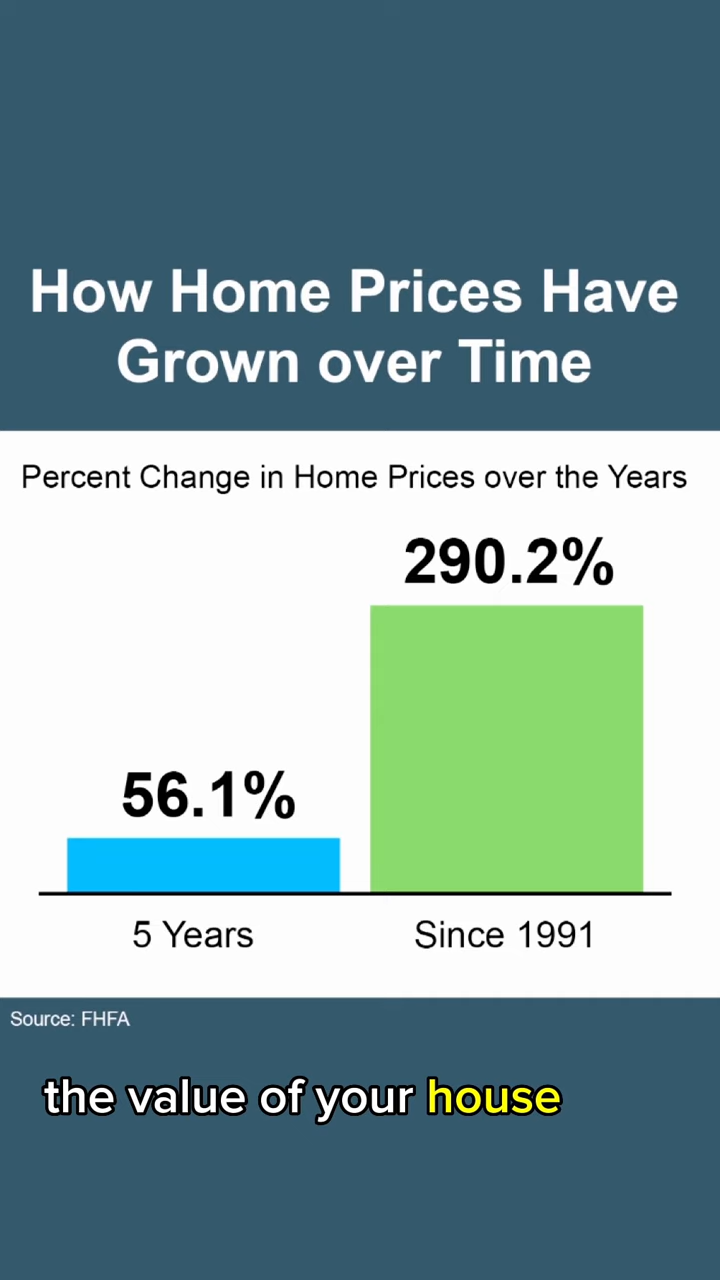 How Home Prices Have
Grown over Time
Percent Change in Home Prices over the Years
290.2%
56.1%
5 Years
Since 1991
Source: FHFA
the value of your house